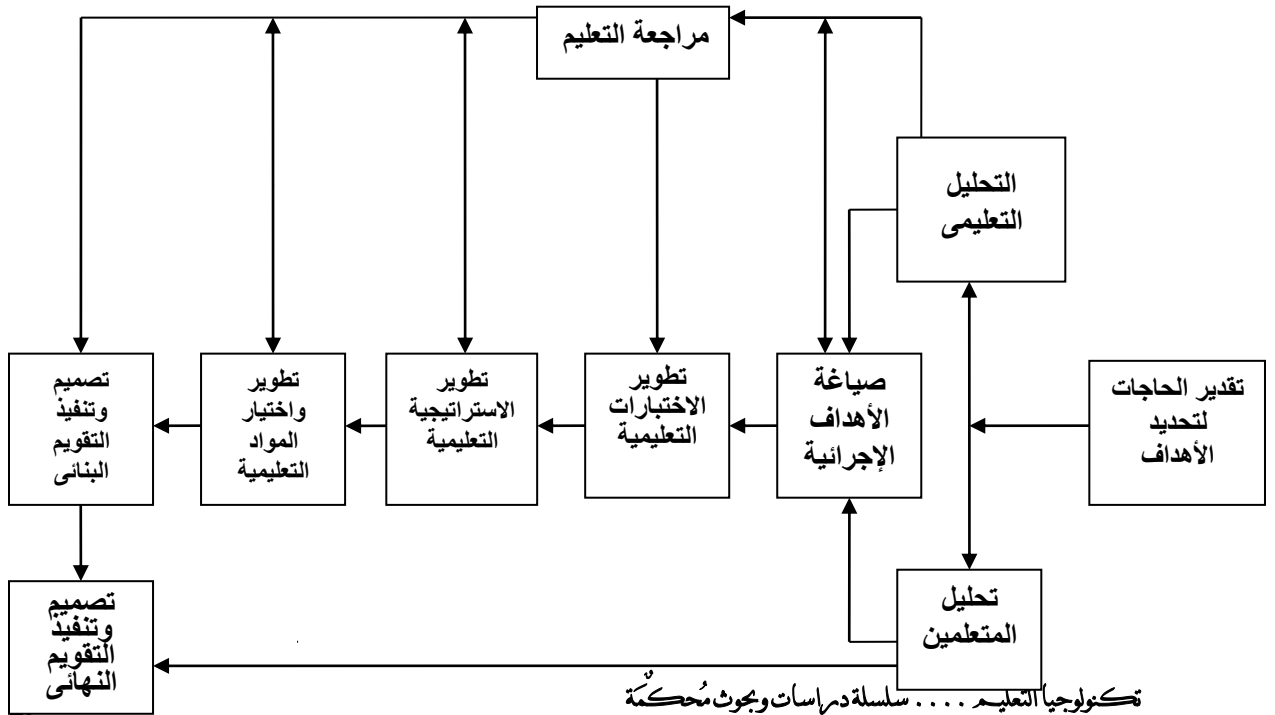 مراجعة التعليم
التحليل
التعليمى
تقدير الحاجات
لتحديد
الأهداف
صياغة
الأهداف
الإجرائية
تطوير
الاختبارات
التعليمية
تطوير
الاستراتيجية
التعليمية
تطوير
واختيار
المواد
التعليمية
تصميم
وتنفيذ
التقويم
البنائى
تحليل
المتعلمين
تصميم
وتنفيذ
التقويم
النهائى
تكنولوجيا التعليم .... سلسلة دراسات وبحوث مُحكمَّة